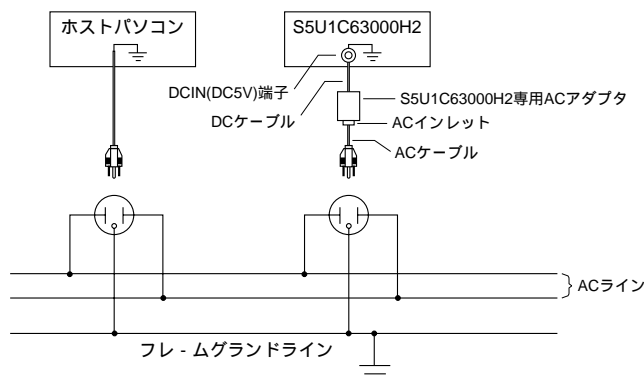 ホストパソコン
S5U1C63000H2
DCIN(DC5V)端子
DCケーブル
S5U1C63000H2専用ACアダプタ
ACインレット
ACケーブル
ACライン
フレ - ムグランドライン